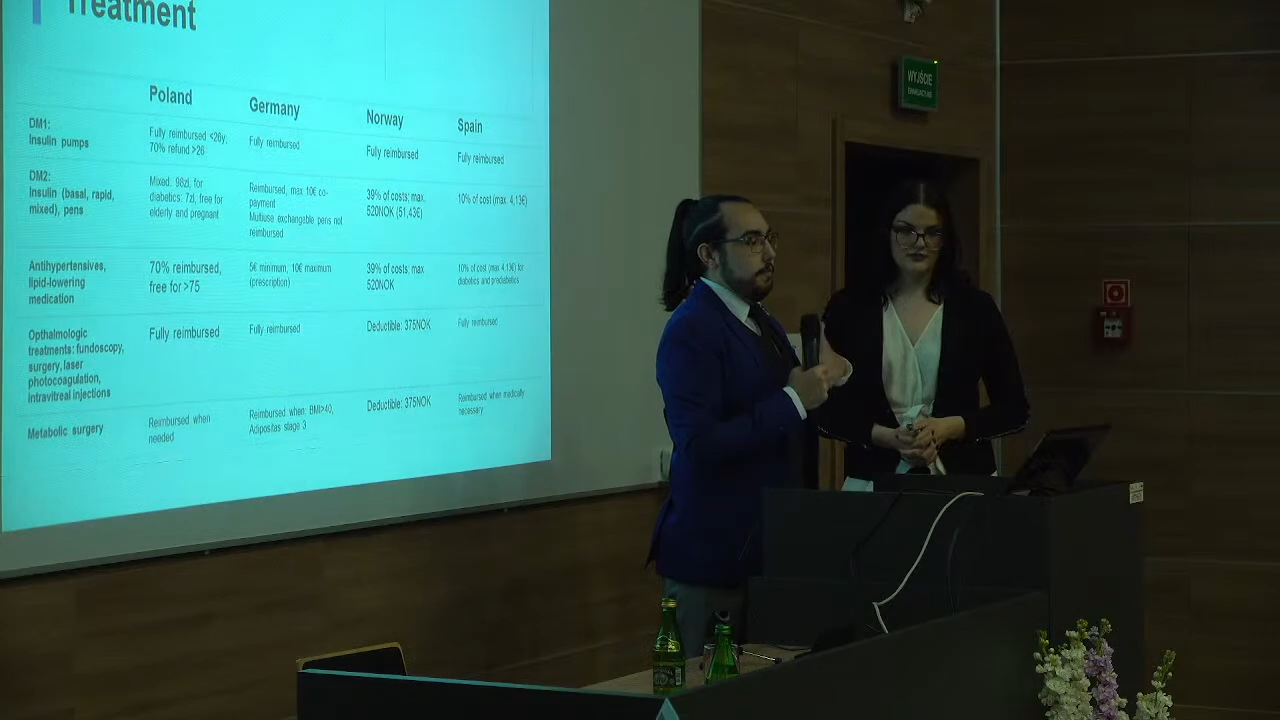 Treatment
Poland
Germany
Norway
Spain
DM1:
Insulin pumps
Fully reimbursed <26y;
70% refund >26
Fully reimbursed
Fully reimbursed
Fully reimbursed
DM2:
Insulin (basal, rapid,
mixed), pens
Mixed: 98zl, for
diabetics: 7zl, free for
elderly and pregnant
Reimbursed, max 10€ co-
payment
Multiuse exchangable pens not
reimbursed
39% of costs; max.
520NOK (51,43€)
10% of cost (max. 4,13€)
Antihypertensives,
lipid-lowering
medication
70% reimbursed,
free for >75
5€ minimum, 10€ maximum
(prescription)
39% of costs; max
520NOK
10% of cost (max 4,13€) for
diabetics and prediabetics
Opthalmologic
treatments: fundoscopy,
surgery, laser
photocoagulation,
intravitreal injections
Fully reimbursed
Fully reimbursed
Deductible: 375NOK
Fully reimbursed
Metabolic surgery
Reimbursed when
needed
Reimbursed when: BMI>40,
Adipositas stage 3
Deductible: 375NOK
Reimbursed when medically
necessary
WYJŚCIE
EWAKUACYJNE